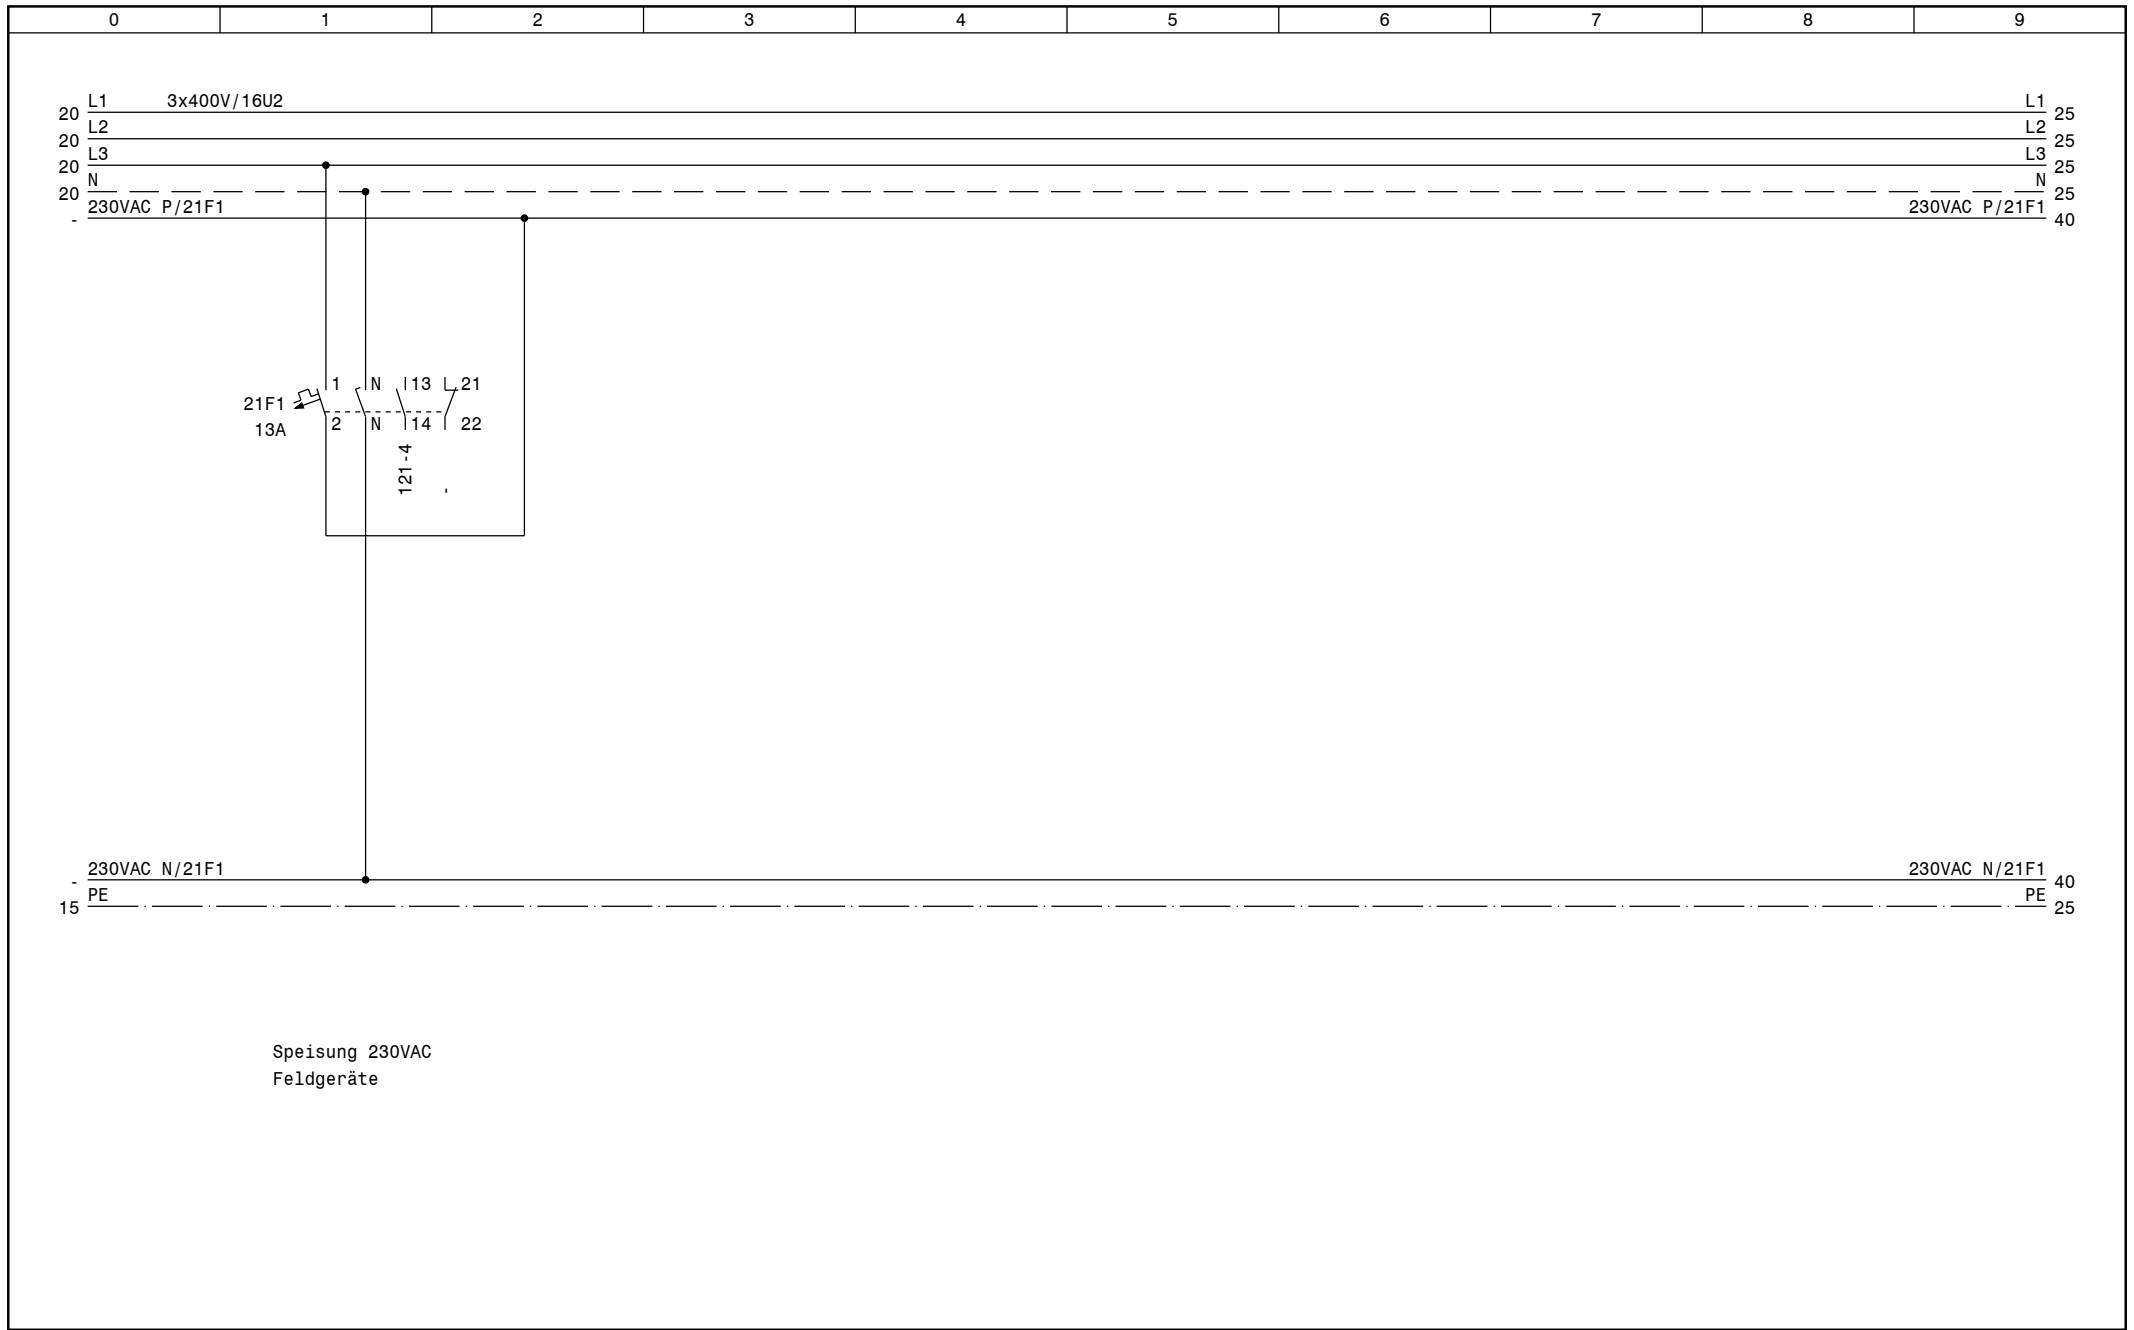 0 1 2 3 4 5 6 7 8 9
L1 3x400V/16U2 L1
20 25
L2 L2
20 25
L3 L3
20 25
N N
20 25
230VAC P/21F1 230VAC P/21F1
- 40
1 N 13 21
21F1
13A
2 N 14 22
121-4 -
230VAC N/21F1 230VAC N/21F1
- 40
PE PE
15 25
Speisung 230VAC
Feldgeräte